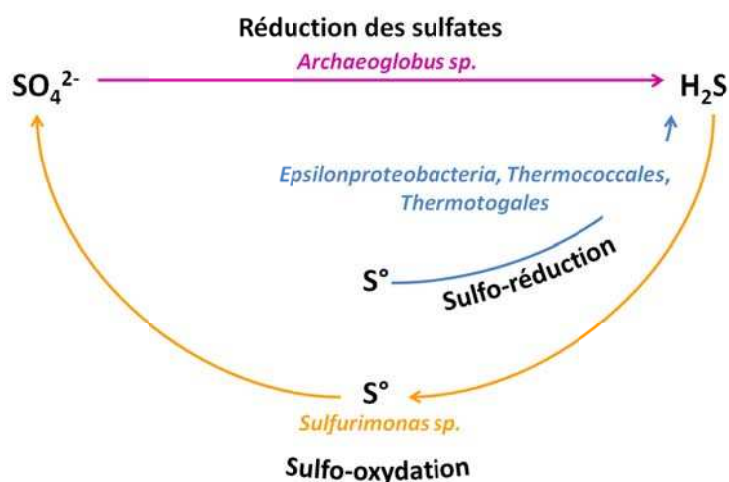 Réduction des sulfates
Archaeoglobus sp.
SO₄²⁻
H₂S
Epsilonproteobacteria, Thermococcales,
Thermotogales
S°
Sulfo-réduction
S°
Sulfurimonas sp.
Sulfo-oxydation